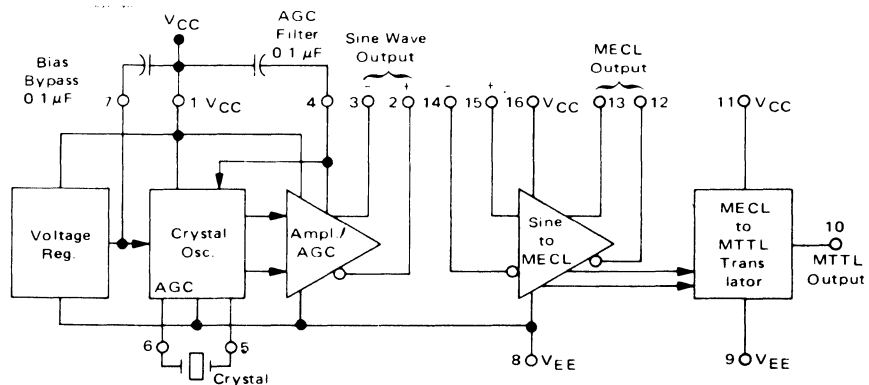 VCC
AGC
Filter
0 1 µF
Sine Wave
Output
MECL
Output
Bias
Bypass
0 1 µF
7
1 VCC
4
3
-
2
+
14
-
15
+
16
VCC
13
12
11
VCC
Voltage
Reg.
Crystal
Osc.
AGC
Ampl./
AGC
Sine
to
MECL
MECL
to
MTTL
Trans
lator
10
MTTL
Output
6
5
Crystal
8
VEE
9
VEE